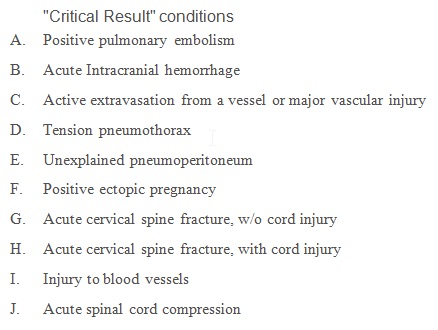 "Critical Result" conditions
A. Positive pulmonary embolism
B. Acute Intracranial hemorrhage
C. Active extravasation from a vessel or major vascular injury
D. Tension pneumothorax
E. Unexplained pneumoperitoneum
F. Positive ectopic pregnancy
G. Acute cervical spine fracture, w/o cord injury
H. Acute cervical spine fracture, with cord injury
I. Injury to blood vessels
J. Acute spinal cord compression